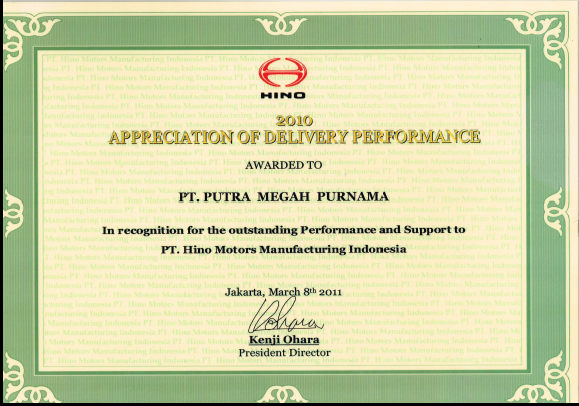 HINO
2010
APPRECIATION OF DELIVERY PERFORMANCE
AWARDED TO
PT. PUTRA MEGAH PURNAMA
In recognition for the outstanding Performance and Support to
PT. Hino Motors Manufacturing Indonesia
Jakarta, March 8th 2011
Kenji Ohara
President Director